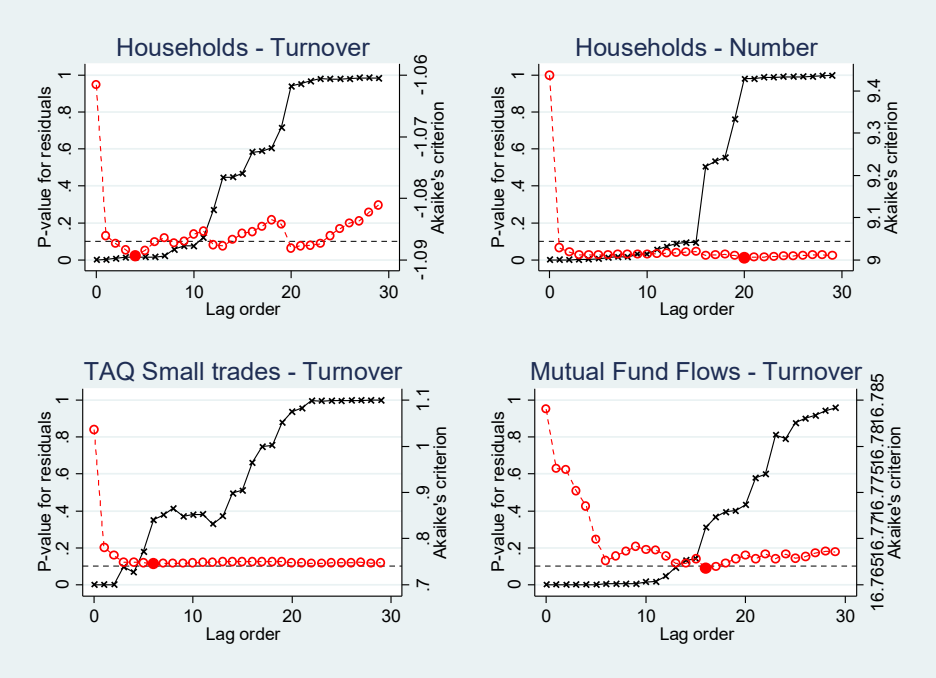 Households - Turnover
P-value for residuals
0 .2 .4 .6 .8 1
-1.09 -1.08 -1.07 -1.06
Akaike's criterion
0 10 20 30
Lag order
Households - Number
P-value for residuals
0 .2 .4 .6 .8 1
9 9.1 9.2 9.3 9.4
Akaike's criterion
0 10 20 30
Lag order
TAQ Small trades - Turnover
P-value for residuals
0 .2 .4 .6 .8 1
.7 .8 .9 1 1.1
Akaike's criterion
0 10 20 30
Lag order
Mutual Fund Flows - Turnover
P-value for residuals
0 .2 .4 .6 .8 1
16.765 16.77 16.775 16.78 16.785
Akaike's criterion
0 10 20 30
Lag order